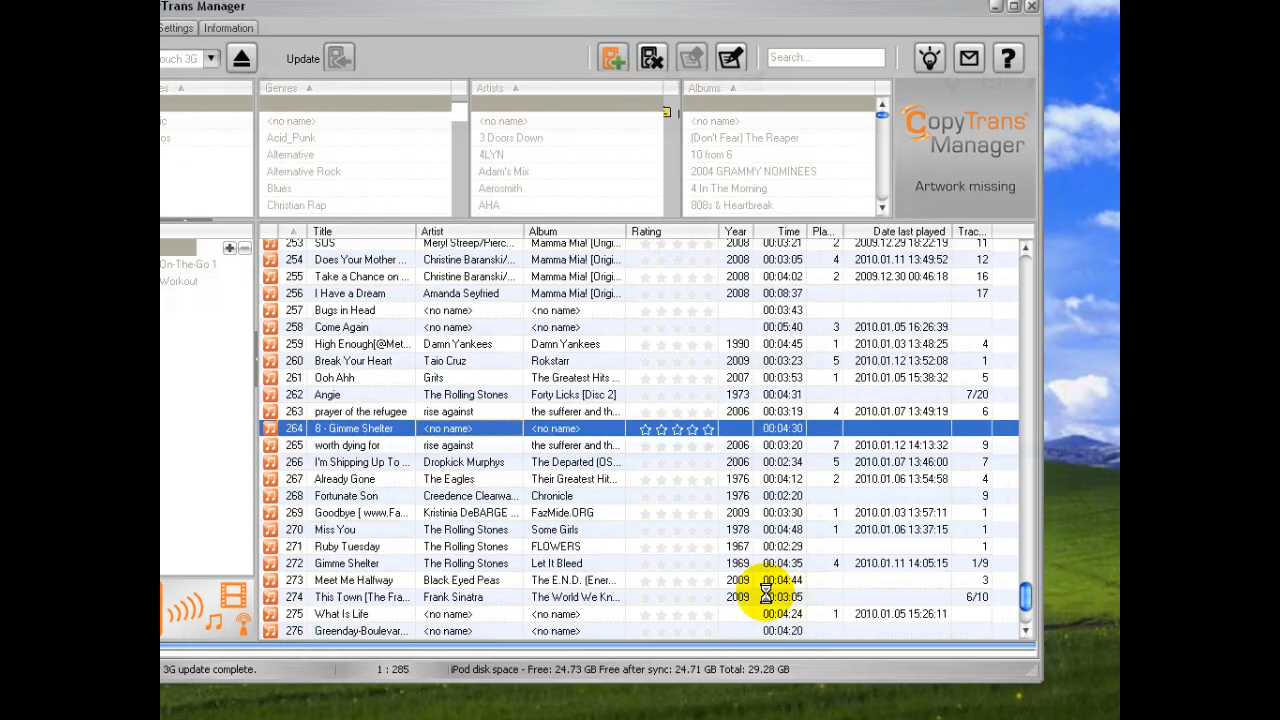 Trans Manager
Settings Information
ouch 3G Update Search... ?
Genres Artists Albums
<no name> <no name> <no name>
Acid_Punk 3 Doors Down (Don't Fear) The Reaper
Alternative 4LYN 10 from 6
Alternative Rock Adam's Mix 2004 GRAMMY NOMINEES
Blues Aerosmith 4 In The Morning
Christian Rap AHA 808s & Heartbreak
CopyTrans
Manager
Artwork missing
On-The-Go 1
Workout
Title Artist Album Rating Year Time Pla... Date last played Trac...
253 SOS Meryl Streep/Pierc... Mamma Mia! [Origi... 2008 00:03:21 2 2009.12.29 18:22:19 11
254 Does Your Mother ... Christine Baranski/... Mamma Mia! [Origi... 2008 00:03:05 4 2010.01.11 13:49:52 12
255 Take a Chance on ... Christine Baranski/... Mamma Mia! [Origi... 2008 00:04:02 2 2009.12.30 00:46:18 16
256 I Have a Dream Amanda Seyfried Mamma Mia! [Origi... 2008 00:08:37 17
257 Bugs in Head <no name> <no name> 00:03:43
258 Come Again <no name> <no name> 00:05:40 3 2010.01.05 16:26:39
259 High Enough[@Met... Damn Yankees Damn Yankees 1990 00:04:45 1 2010.01.03 13:48:25 4
260 Break Your Heart Taio Cruz Rokstarr 2009 00:03:23 5 2010.01.12 13:52:08 1
261 Ooh Ahh Grits The Greatest Hits ... 2007 00:03:53 1 2010.01.05 15:38:32 5
262 Angie The Rolling Stones Forty Licks [Disc 2] 1973 00:04:31 7/20
263 prayer of the refugee rise against the sufferer and th... 2006 00:03:19 4 2010.01.07 13:49:19 6
264 8 - Gimme Shelter <no name> <no name> 00:04:30
265 worth dying for rise against the sufferer and th... 2006 00:03:20 7 2010.01.12 14:13:32 9
266 I'm Shipping Up To ... Dropkick Murphys The Departed (OS... 2006 00:02:34 5 2010.01.07 13:46:00 7
267 Already Gone The Eagles Their Greatest Hit... 1976 00:04:12 2 2010.01.06 13:54:58 4
268 Fortunate Son Creedence Clearwa... Chronicle 1976 00:02:20 9
269 Goodbye [ www.Fa... Kristinia DeBARGE ... FazMide.ORG 2009 00:03:30 1 2010.01.03 13:57:11 1
270 Miss You The Rolling Stones Some Girls 1978 00:04:48 1 2010.01.06 13:37:15 1
271 Ruby Tuesday The Rolling Stones FLOWERS 1967 00:02:29 1
272 Gimme Shelter The Rolling Stones Let It Bleed 1969 00:04:35 4 2010.01.11 14:05:15 1/9
273 Meet Me Halfway Black Eyed Peas The E.N.D. (Ener... 2009 00:04:44 3
274 This Town [The Fra... Frank Sinatra The World We Kn... 2009 00:03:05 6/10
275 What Is Life <no name> <no name> 00:04:24 1 2010.01.05 15:26:11
276 Greenday-Boulevar... <no name> <no name> 00:04:20
3G update complete. 1 : 285 iPod disk space - Free: 24.73 GB Free after sync: 24.71 GB Total: 29.28 GB